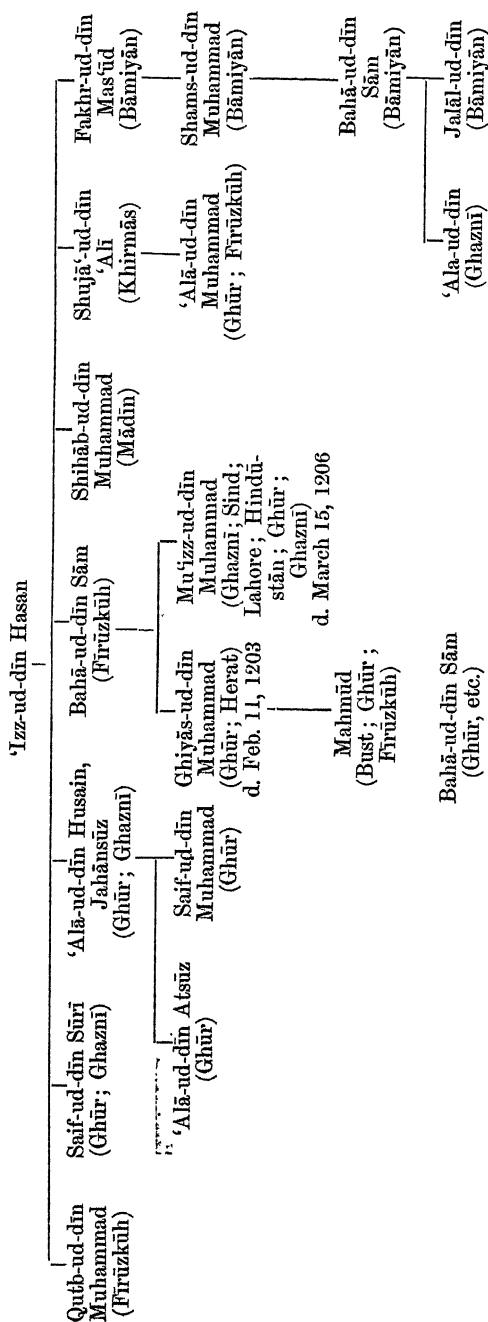 ‘Izz-ud-dīn Hasan
Qutb-ud-dīn
Muhammad
(Fīrūzkūh)
Saif-ud-dīn Sūrī
(Ghūr; Ghaznī)
‘Alā-ud-dīn Husain,
Jahānsūz
(Ghūr; Ghaznī)
Bahā-ud-dīn Sām
(Fīrūzkūh)
Shihāb-ud-dīn
Muhammad
(Mādīn)
Shujā‘-ud-dīn
‘Alī
(Khirmās)
Fakhr-ud-dīn
Mas‘ūd
(Bāmiyān)
‘Alā-ud-dīn Atsūz
(Ghūr)
Saif-ud-dīn
Muhammad
(Ghūr)
Ghiyās-ud-dīn
Muhammad
(Ghūr; Herat)
d. Feb. 11, 1203
Mu‘izz-ud-dīn
Muhammad
(Ghaznī; Sind;
Lahore; Hindū-
stān; Ghūr;
Ghaznī)
d. March 15, 1206
‘Alā-ud-dīn
Muhammad
(Ghūr; Fīrūzkūh)
Shams-ud-dīn
Muhammad
(Bāmiyān)
Mahmūd
(Bust; Ghūr;
Fīrūzkūh)
Bahā-ud-dīn
Sām
(Bāmiyān)
Bahā-ud-dīn Sām
(Ghūr, etc.)
‘Ala-ud-dīn
(Ghaznī)
Jalāl-ud-dīn
(Bāmiyān)